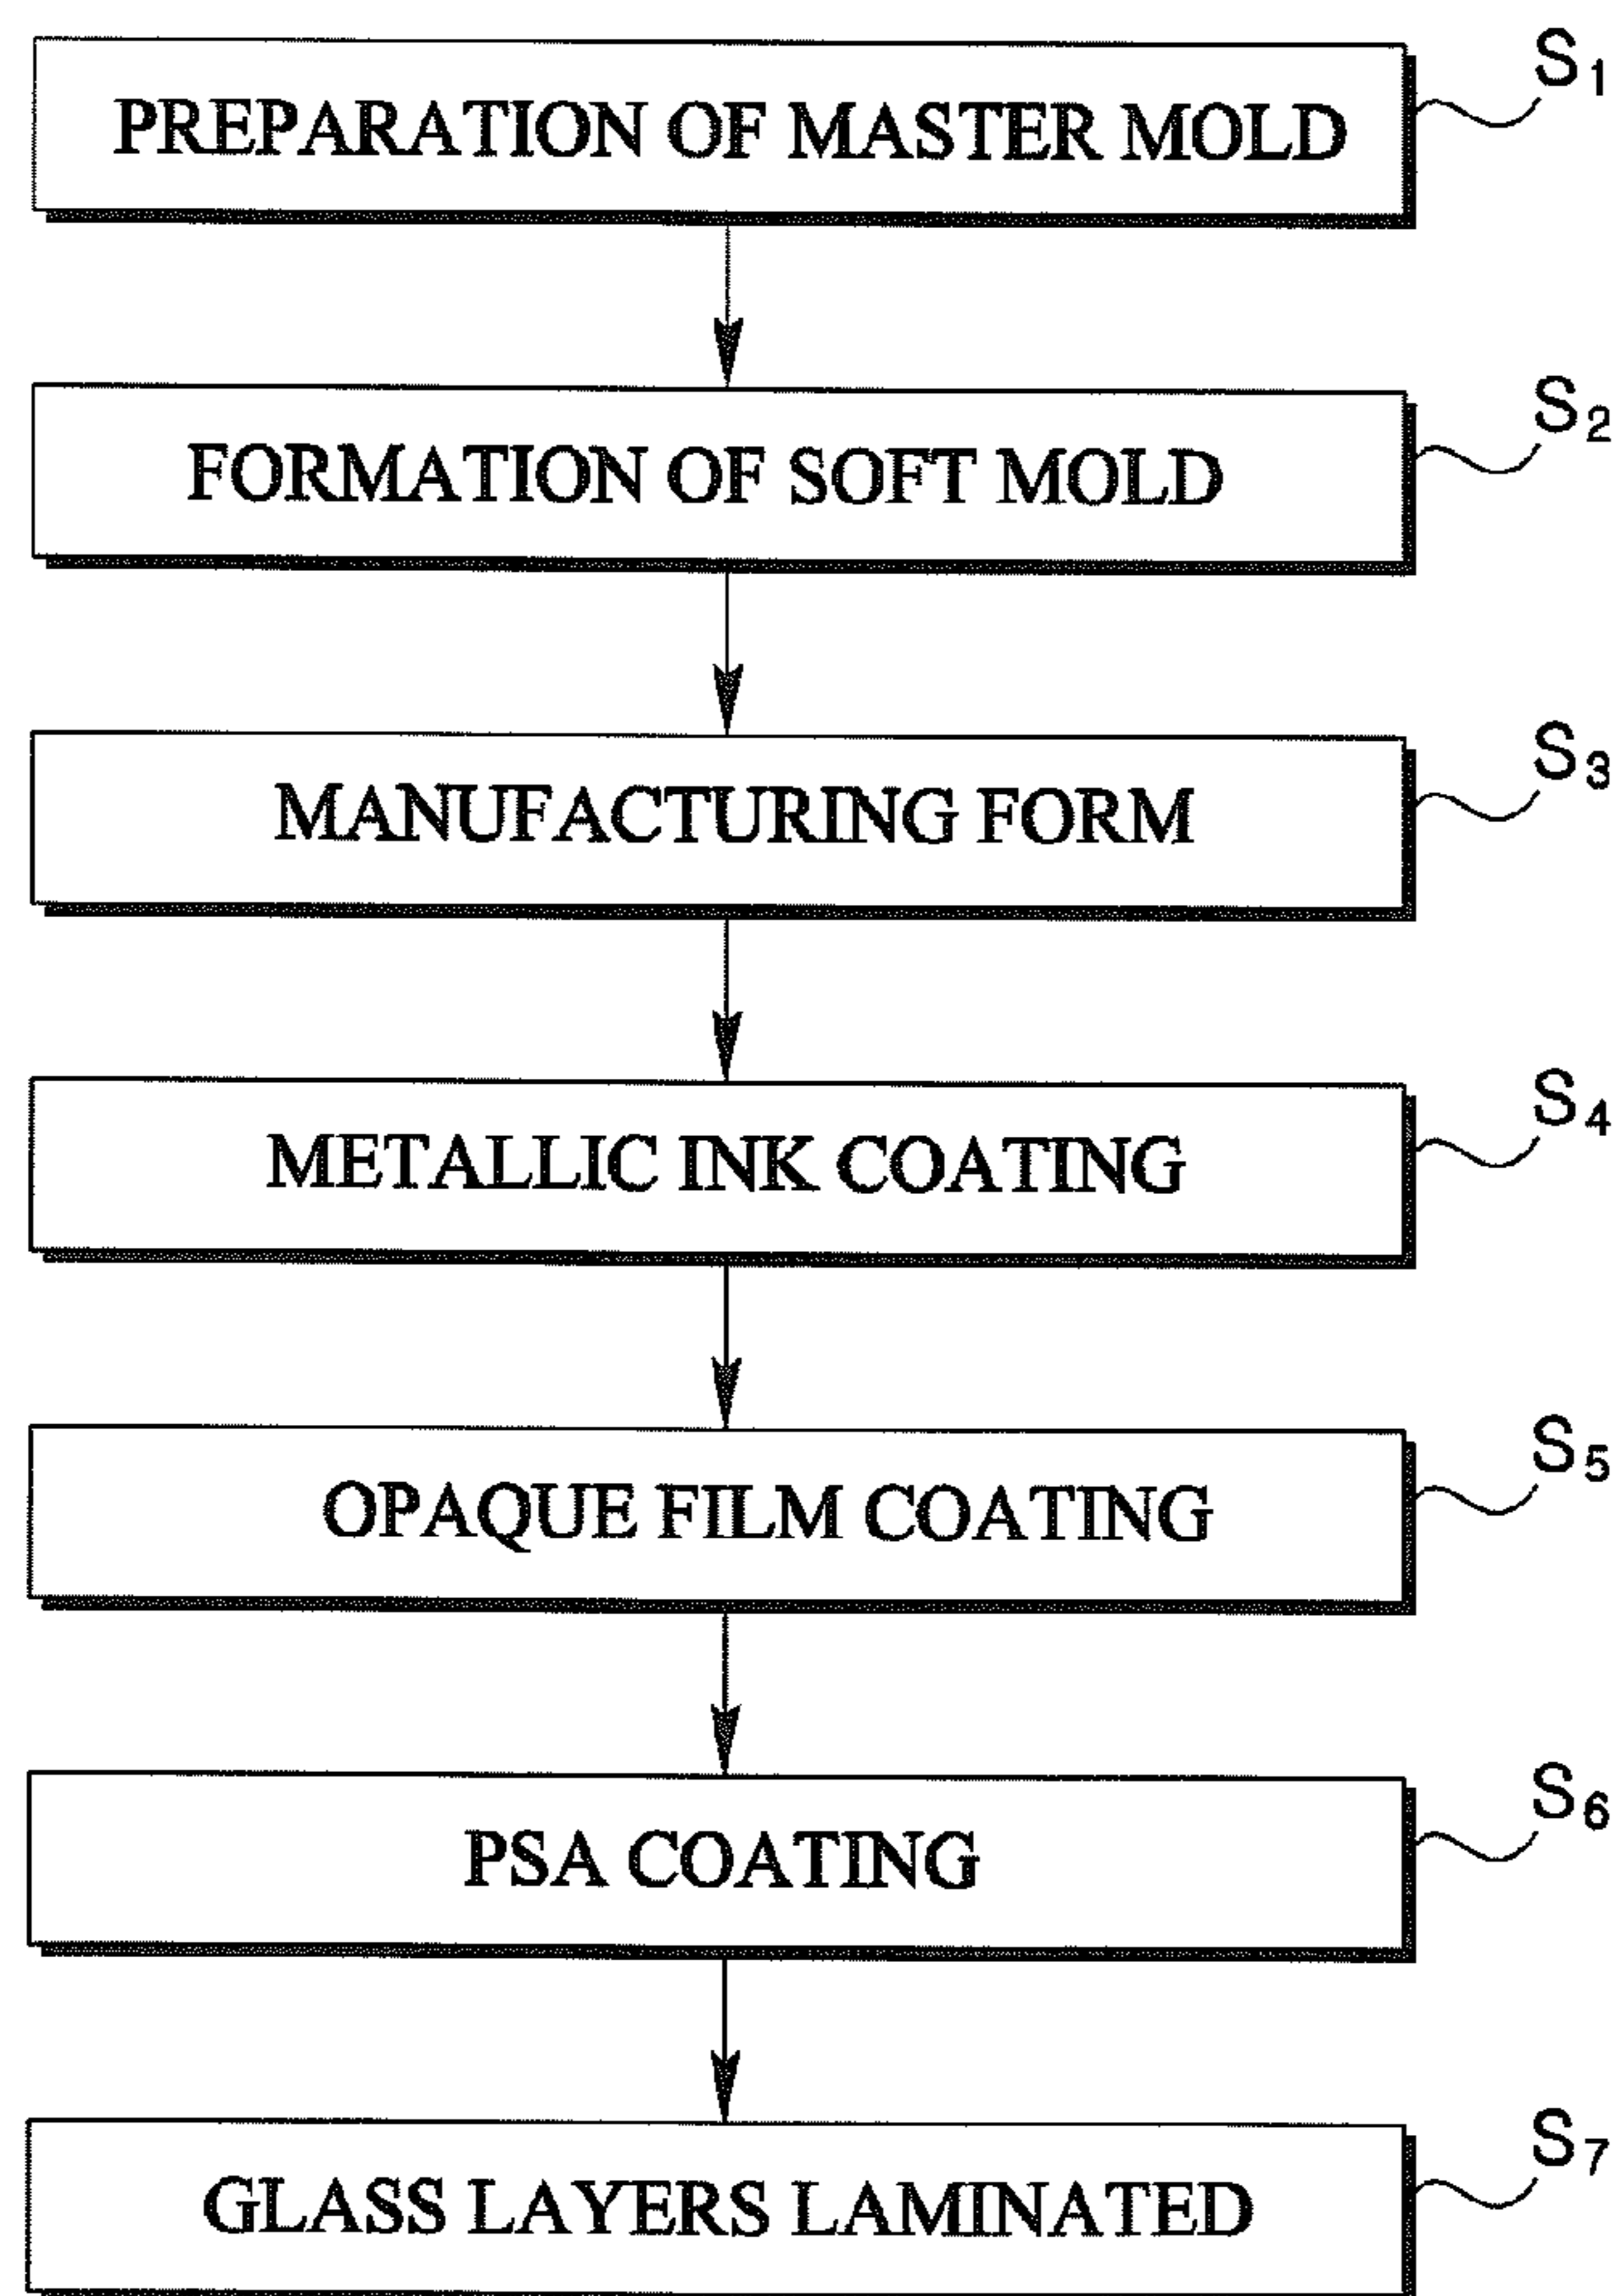 PREPARATION OF MASTER MOLD S1
FORMATION OF SOFT MOLD S2
MANUFACTURING FORM S3
METALLIC INK COATING S4
OPAQUE FILM COATING S5
PSA COATING S6
GLASS LAYERS LAMINATED S7